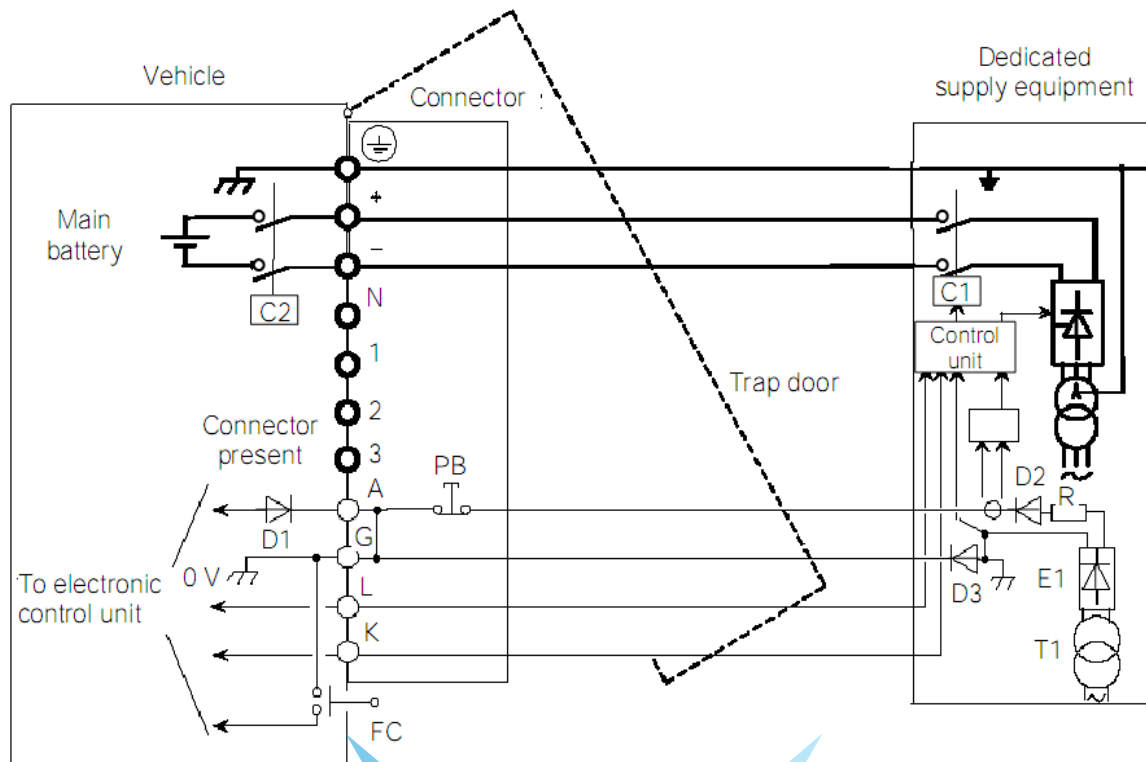 Vehicle
Connector :
Dedicated
supply equipment
+
Main
battery
−
C2
C1
N
Control
unit
1
Trap door
2
Connector
present
3
PB
A
D2
R
D1
G
0 V
To electronic
control unit
L
D3
E1
K
T1
FC